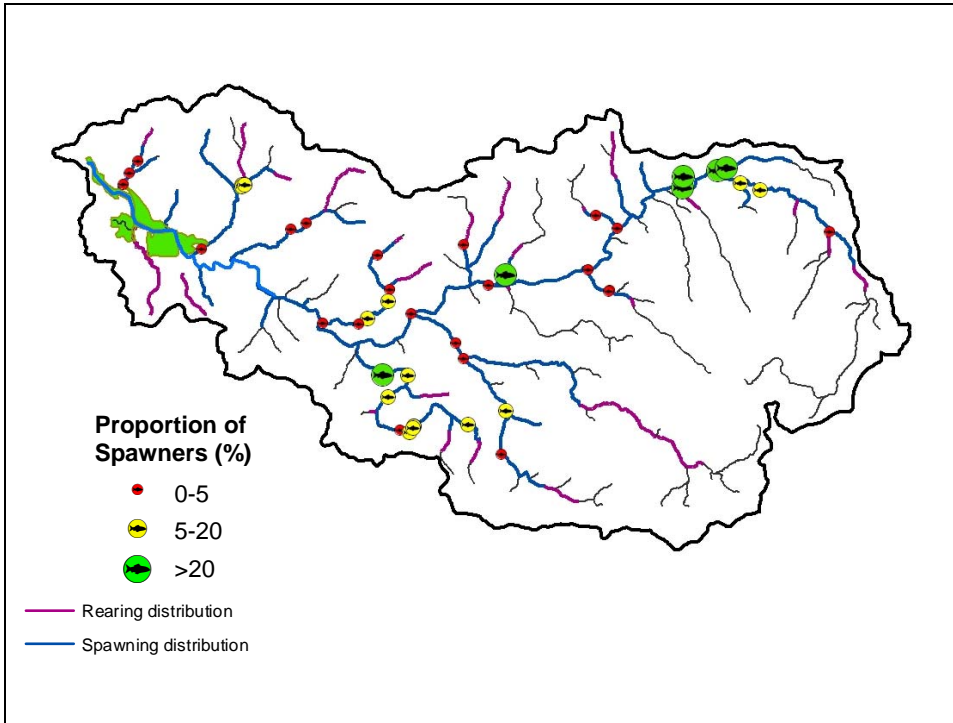 Proportion of
Spawners (%)
0-5
5-20
>20
Rearing distribution
Spawning distribution